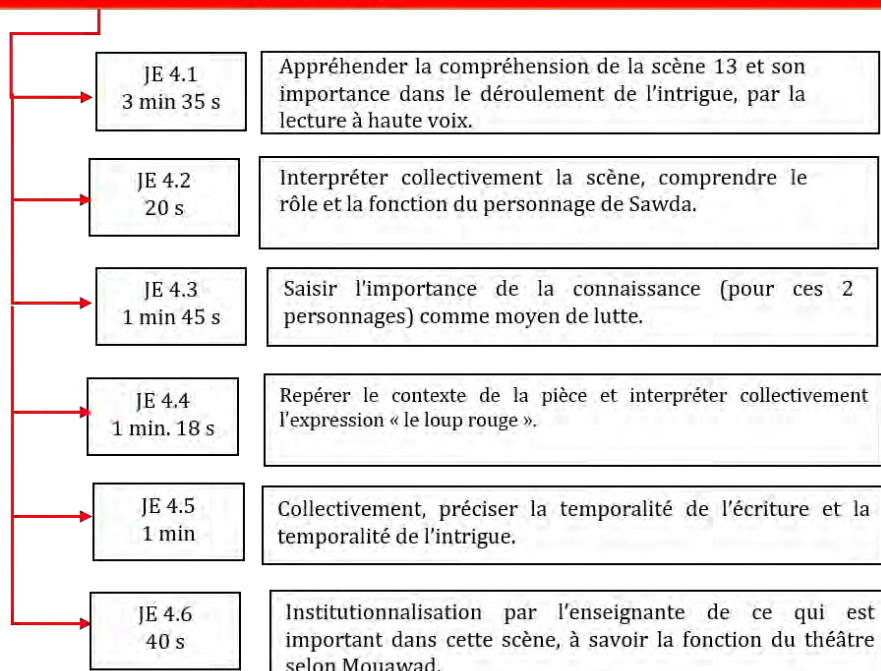 JE 4.1
3 min 35 s
Appréhender la compréhension de la scène 13 et son
importance dans le déroulement de l'intrigue, par la
lecture à haute voix.
JE 4.2
20 s
Interpréter collectivement la scène, comprendre le
rôle et la fonction du personnage de Sawda.
JE 4.3
1 min 45 s
Saisir l'importance de la connaissance (pour ces 2
personnages) comme moyen de lutte.
JE 4.4
1 min. 18 s
Repérer le contexte de la pièce et interpréter collectivement
l'expression « le loup rouge ».
JE 4.5
1 min
Collectivement, préciser la temporalité de l'écriture et la
temporalité de l'intrigue.
JE 4.6
40 s
Institutionnalisation par l'enseignante de ce qui est
important dans cette scène, à savoir la fonction du théâtre
selon Mouawad.